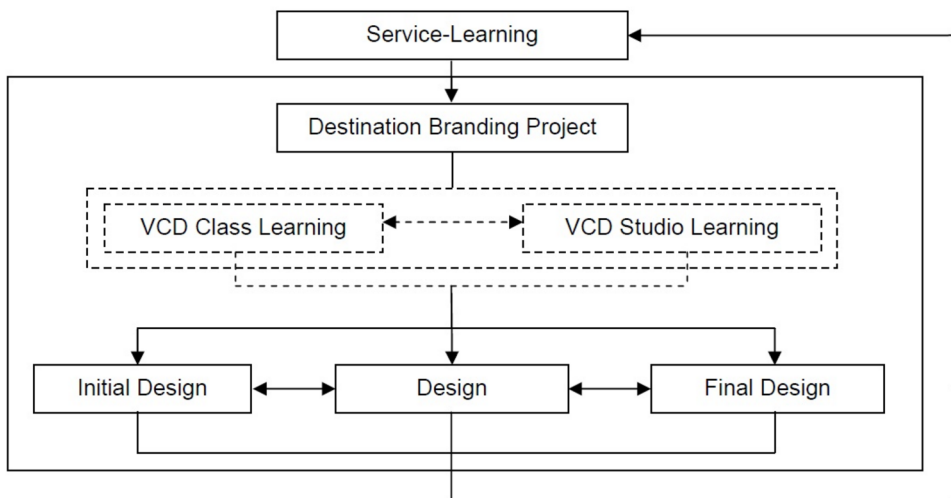 Service-Learning
Destination Branding Project
VCD Class Learning
VCD Studio Learning
Initial Design
Design
Final Design